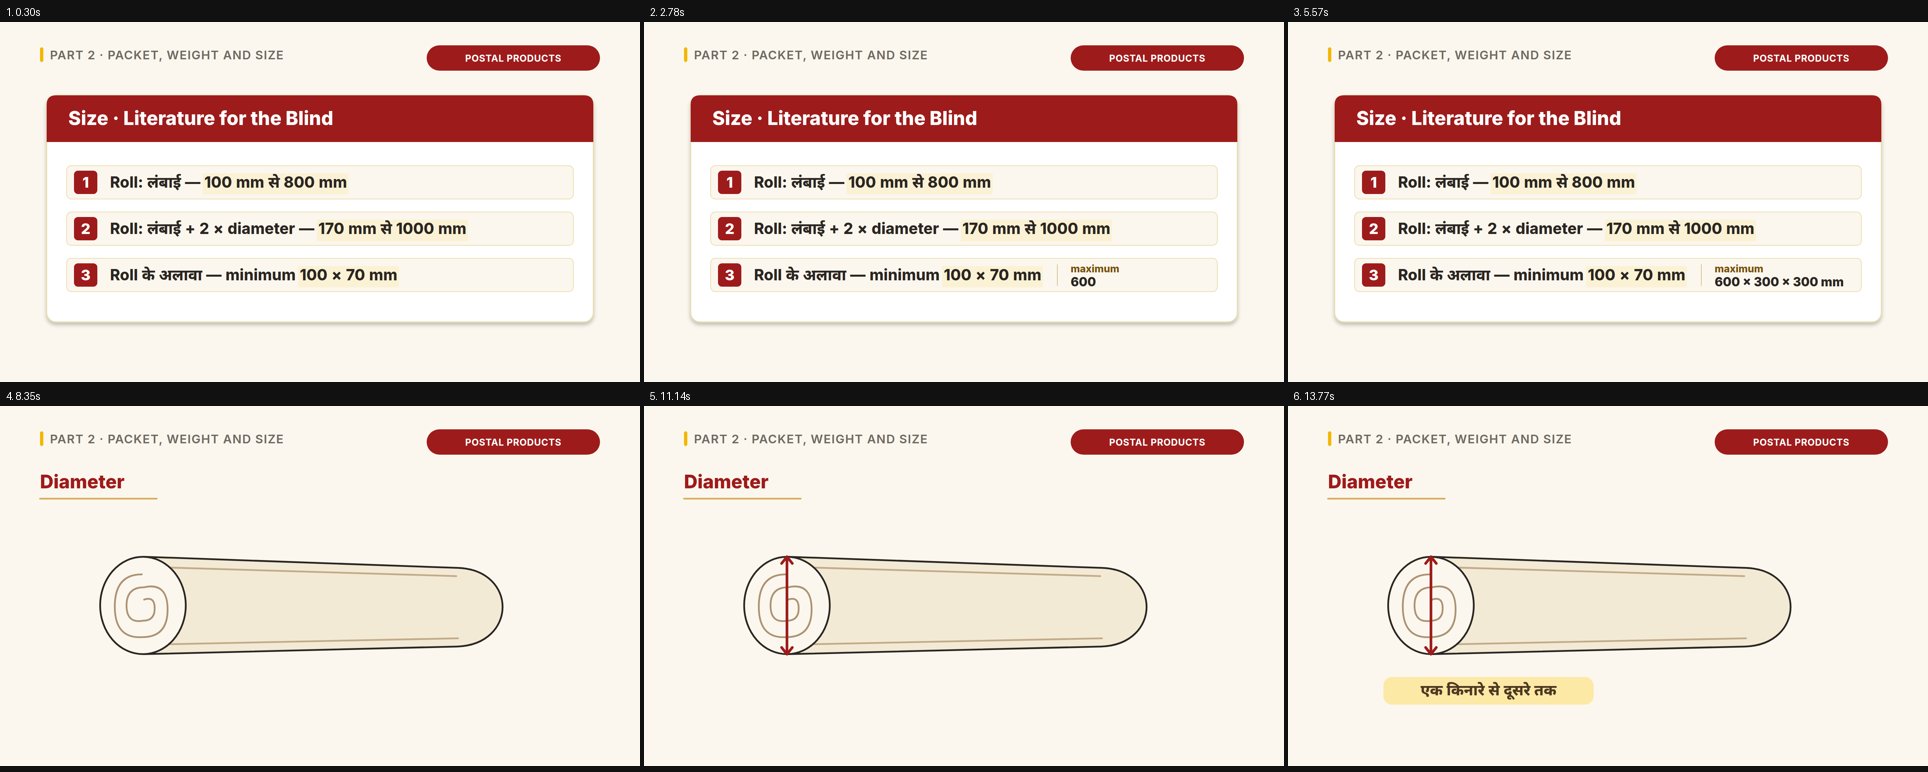 1. 0.30s
PART 2 · PACKET, WEIGHT AND SIZE
POSTAL PRODUCTS
Size · Literature for the Blind
1 Roll: लंबाई — 100 mm से 800 mm
2 Roll: लंबाई + 2 × diameter — 170 mm से 1000 mm
3 Roll के अलावा — minimum 100 × 70 mm
2. 2.78s
PART 2 · PACKET, WEIGHT AND SIZE
POSTAL PRODUCTS
Size · Literature for the Blind
1 Roll: लंबाई — 100 mm से 800 mm
2 Roll: लंबाई + 2 × diameter — 170 mm से 1000 mm
3 Roll के अलावा — minimum 100 × 70 mm
maximum
600
3. 5.57s
PART 2 · PACKET, WEIGHT AND SIZE
POSTAL PRODUCTS
Size · Literature for the Blind
1 Roll: लंबाई — 100 mm से 800 mm
2 Roll: लंबाई + 2 × diameter — 170 mm से 1000 mm
3 Roll के अलावा — minimum 100 × 70 mm
maximum
600 × 300 × 300 mm
4. 8.35s
PART 2 · PACKET, WEIGHT AND SIZE
POSTAL PRODUCTS
Diameter
5. 11.14s
PART 2 · PACKET, WEIGHT AND SIZE
POSTAL PRODUCTS
Diameter
6. 13.77s
PART 2 · PACKET, WEIGHT AND SIZE
POSTAL PRODUCTS
Diameter
एक किनारे से दूसरे तक